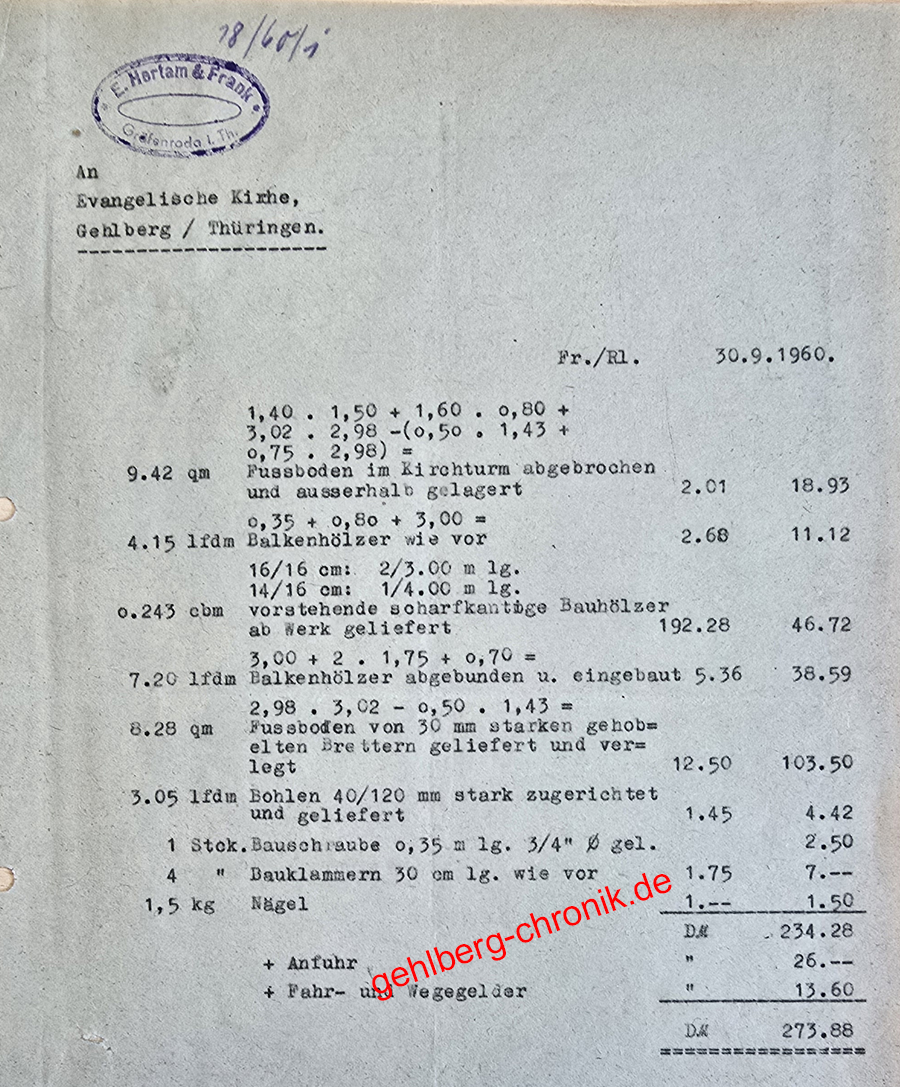 18/60/1
E. Hertam & Frank
Gräfenroda i. Th.
An
Evangelische Kirhe,
Gehlberg / Thüringen.
Fr./Rl. 30.9.1960.
1,40 . 1,50 + 1,60 . o,80 +
3,02 . 2,98 -(o,5o . 1,43 +
o,75 . 2,98) =
9.42 qm Fussboden im Kirchturm abgebrochen
und ausserhalb gelagert 2.01 18.93
o,35 + o,8o + 3,00 =
4.15 lfdm Balkenhölzer wie vor 2.68 11.12
16/16 cm: 2/3.00 m lg.
14/16 cm: 1/4.00 m lg.
o.243 cbm vorstehende scharfkantige Bauhölzer
ab Werk geliefert 192.28 46.72
3,00 + 2 . 1,75 + o,70 =
7.20 lfdm Balkenhölzer abgebunden u. eingebaut 5.36 38.59
2,98 . 3,02 - o,50 . 1,43 =
8.28 qm Fussboden von 30 mm starken gehob=
elten Brettern geliefert und ver=
legt 12.50 103.50
3.05 lfdm Bohlen 40/120 mm stark zugerichtet
und geliefert 1.45 4.42
1 Stck. Bauschraube o,35 m lg. 3/4" Ø gel. 2.50
4 " Bauklammern 30 cm lg. wie vor 1.75 7.--
1,5 kg Nägel 1.-- 1.50
DM 234.28
+ Anfuhr " 26.--
+ Fahr- und Wegegelder " 13.60
DM 273.88
gehlberg-chronik.de